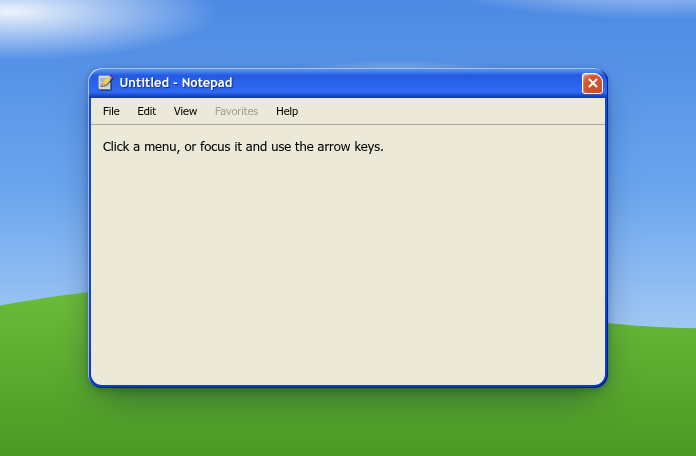 Untitled - Notepad
File Edit View Favorites Help
Click a menu, or focus it and use the arrow keys.